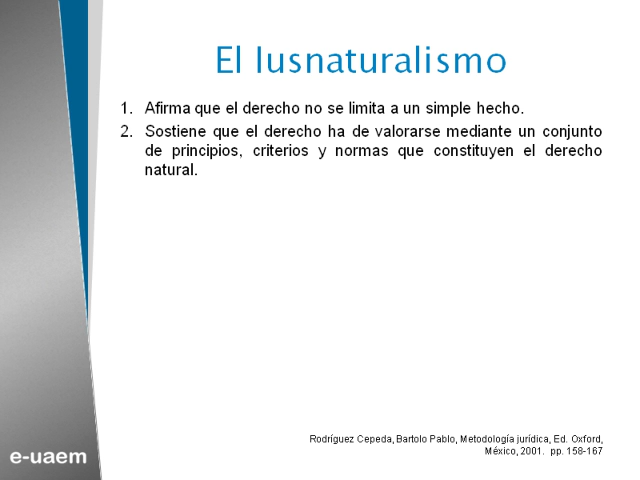 El Iusnaturalismo
1. Afirma que el derecho no se limita a un simple hecho.
2. Sostiene que el derecho ha de valorarse mediante un conjunto
de principios, criterios y normas que constituyen el derecho
natural.
Rodríguez Cepeda, Bartolo Pablo, Metodología jurídica, Ed. Oxford,
México, 2001. pp. 158-167
e-uaem